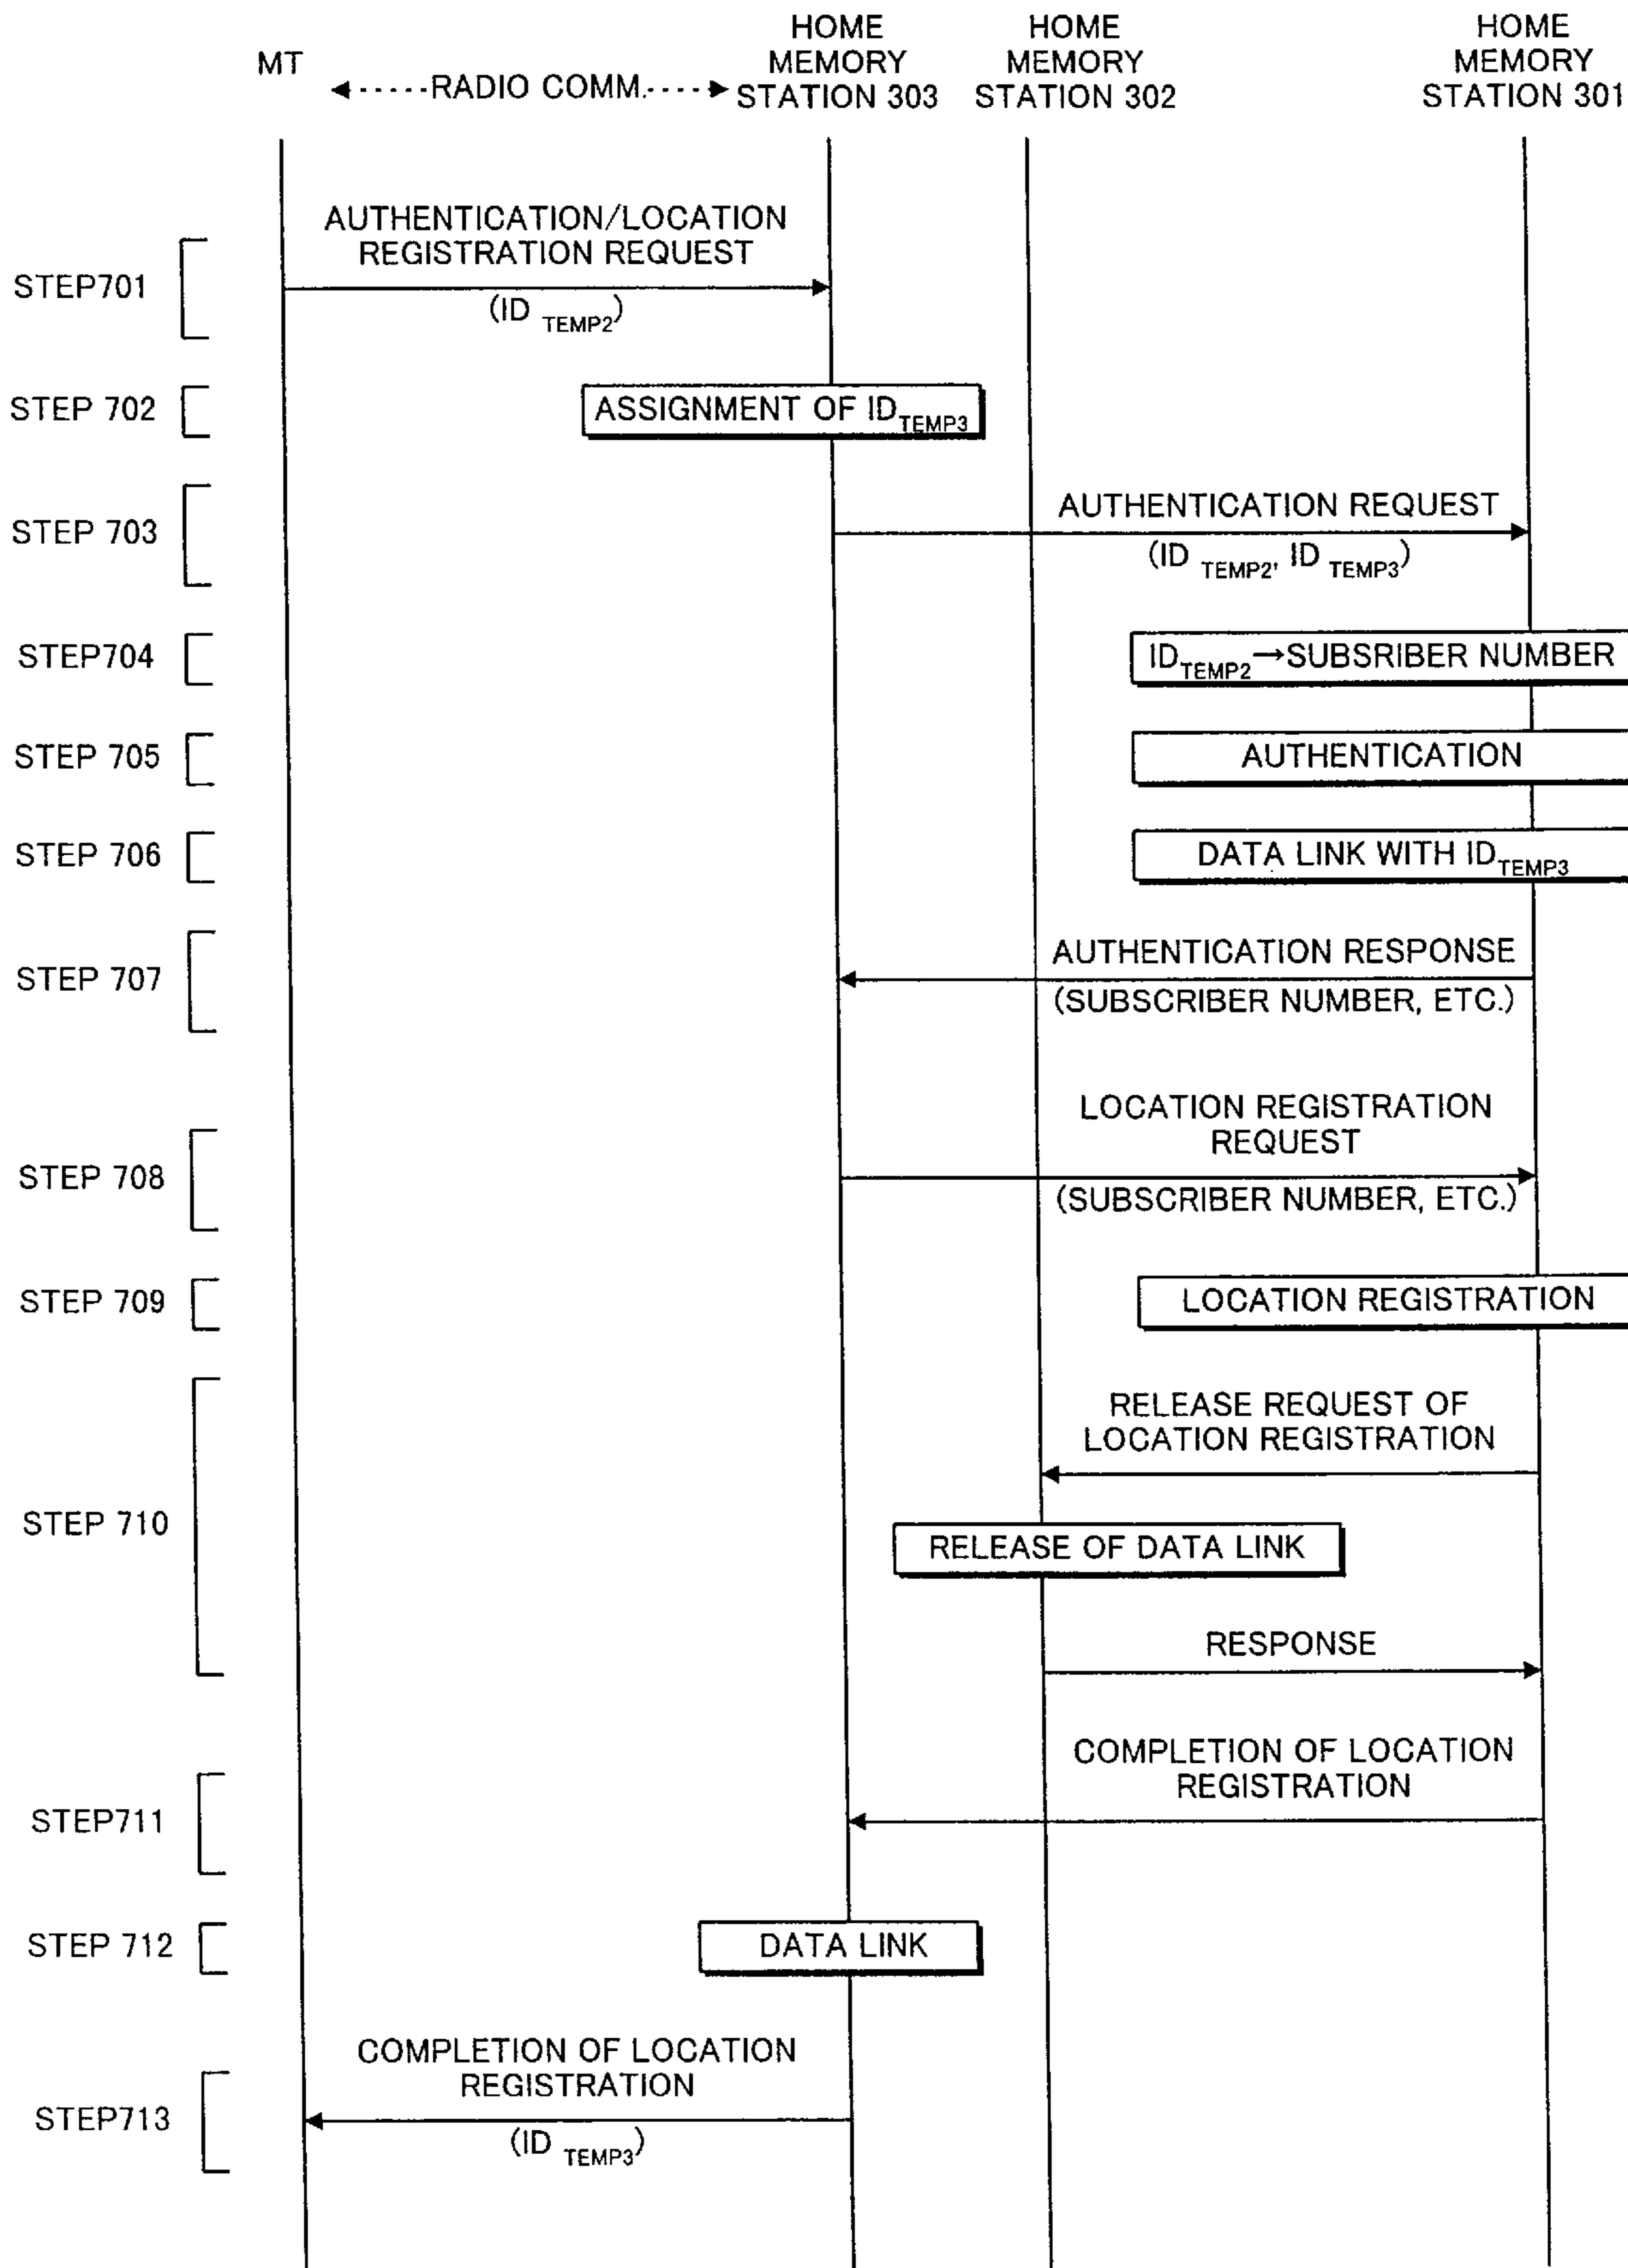 MT
◄-----RADIO COMM.----►
HOME
MEMORY
STATION 303
HOME
MEMORY
STATION 302
HOME
MEMORY
STATION 301
STEP701
AUTHENTICATION/LOCATION
REGISTRATION REQUEST
(ID TEMP2)
STEP 702
ASSIGNMENT OF IDTEMP3
STEP 703
AUTHENTICATION REQUEST
(ID TEMP2, ID TEMP3)
STEP704
IDTEMP2→SUBSRIBER NUMBER
STEP 705
AUTHENTICATION
STEP 706
DATA LINK WITH IDTEMP3
STEP 707
AUTHENTICATION RESPONSE
(SUBSCRIBER NUMBER, ETC.)
STEP 708
LOCATION REGISTRATION
REQUEST
(SUBSCRIBER NUMBER, ETC.)
STEP 709
LOCATION REGISTRATION
STEP 710
RELEASE REQUEST OF
LOCATION REGISTRATION
RELEASE OF DATA LINK
RESPONSE
STEP711
COMPLETION OF LOCATION
REGISTRATION
STEP 712
DATA LINK
STEP713
COMPLETION OF LOCATION
REGISTRATION
(ID TEMP3)